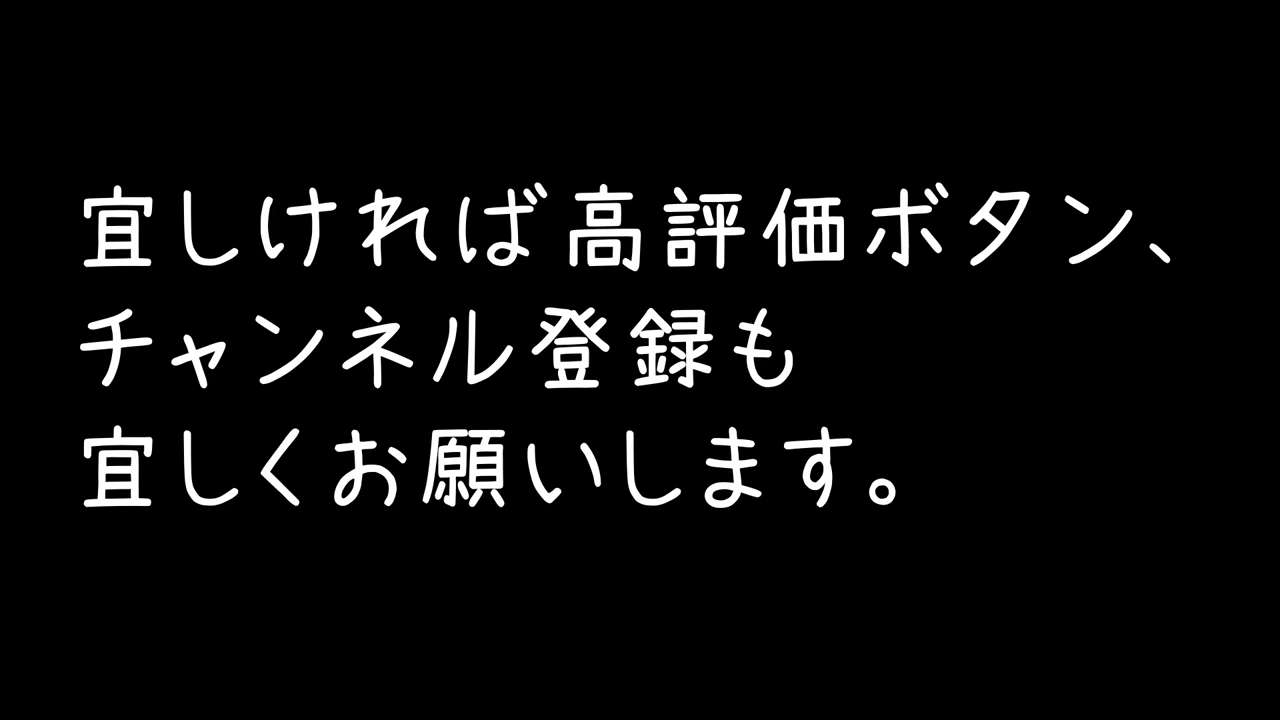 宜しければ高評価ボタン、
チャンネル登録も
宜しくお願いします。